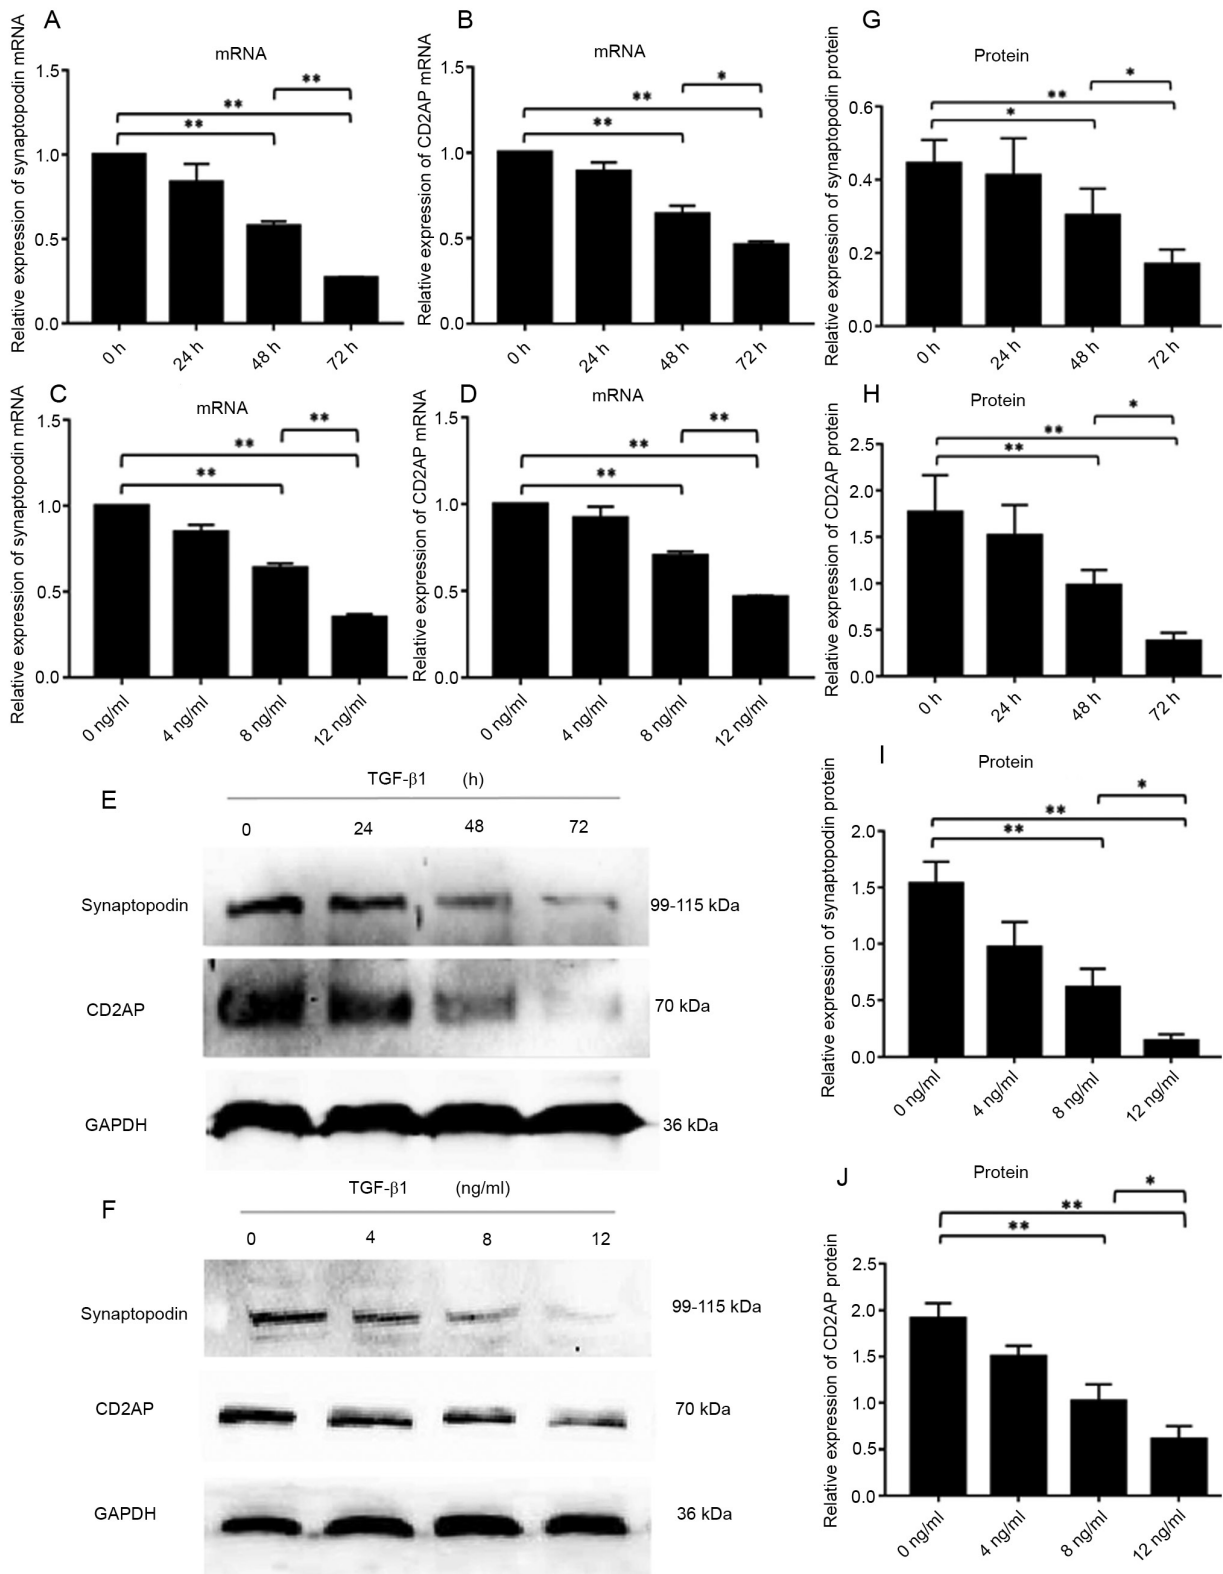 A
mRNA
Relative expression of synaptopodin mRNA
1.5
1.0
0.5
0.0
**
**
**
0 h
24 h
48 h
72 h
B
mRNA
Relative expression of CD2AP mRNA
1.5
1.0
0.5
0.0
*
**
**
0 h
24 h
48 h
72 h
G
Protein
Relative expression of synaptopodin protein
0.6
0.4
0.2
0.0
*
**
*
0 h
24 h
48 h
72 h
C
mRNA
Relative expression of synaptopodin mRNA
1.5
1.0
0.5
0.0
**
**
**
0 ng/ml
4 ng/ml
8 ng/ml
12 ng/ml
D
mRNA
Relative expression of CD2AP mRNA
1.5
1.0
0.5
0.0
**
**
**
0 ng/ml
4 ng/ml
8 ng/ml
12 ng/ml
H
Protein
Relative expression of CD2AP protein
2.5
2.0
1.5
1.0
0.5
0.0
*
**
**
0 h
24 h
48 h
72 h
E
TGF-β1 (h)
0 24 48 72
Synaptopodin 99-115 kDa
CD2AP 70 kDa
GAPDH 36 kDa
I
Protein
Relative expression of synaptopodin protein
2.0
1.5
1.0
0.5
0.0
*
**
**
0 ng/ml
4 ng/ml
8 ng/ml
12 ng/ml
F
TGF-β1 (ng/ml)
0 4 8 12
Synaptopodin 99-115 kDa
CD2AP 70 kDa
GAPDH 36 kDa
J
Protein
Relative expression of CD2AP protein
2.5
2.0
1.5
1.0
0.5
0.0
*
**
**
0 ng/ml
4 ng/ml
8 ng/ml
12 ng/ml